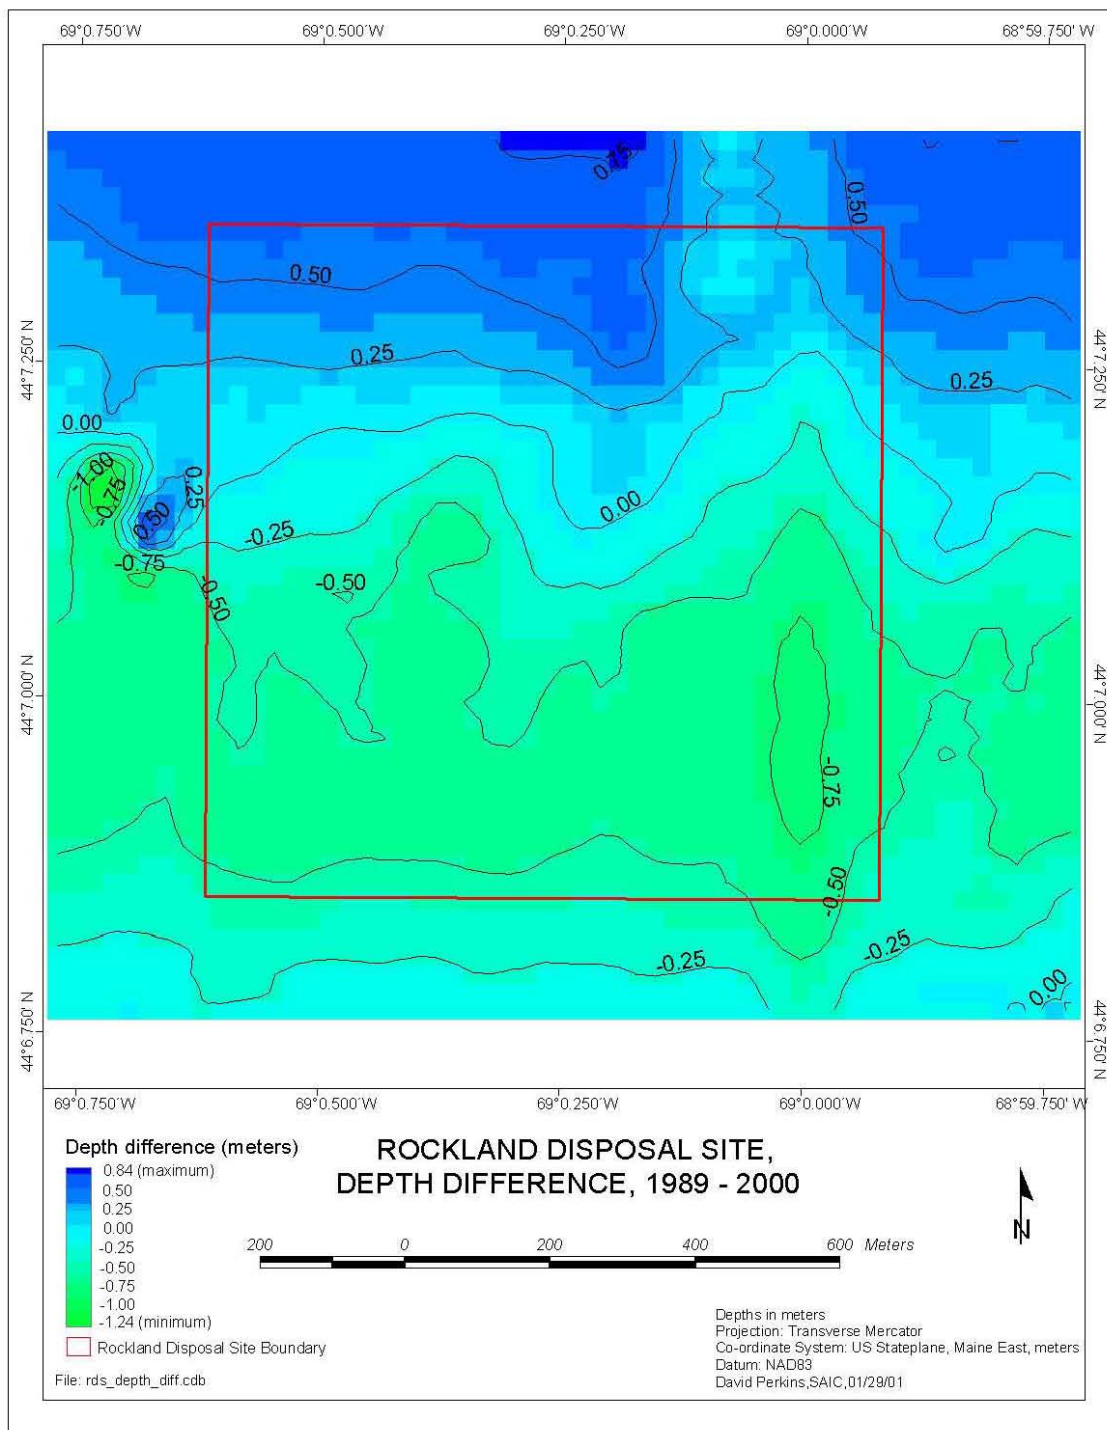 69°0.750´W 69°0.500´W 69°0.250´W 69°0.000´W 68°59.750´ W
0.75
0.50
0.50
0.25
44°7.250´ N
44°7.250´ N
0.25
0.00
-1.00
-0.75
0.25
0.50
0.00
-0.25
-0.75
-0.50
-0.50
44°7.000´ N
44°7.000´ N
-0.75
-0.50
-0.25
-0.25
0.00
44°6.750´ N
44°6.750´ N
69°0.750´W 69°0.500´W 69°0.250´W 69°0.000´W 68°59.750´ W
Depth difference (meters)
0.84 (maximum)
0.50
0.25
0.00
-0.25
-0.50
-0.75
-1.00
-1.24 (minimum)
Rockland Disposal Site Boundary
File: rds_depth_diff.cdb
ROCKLAND DISPOSAL SITE,
DEPTH DIFFERENCE, 1989 - 2000
200 0 200 400 600 Meters
N
Depths in meters
Projection: Transverse Mercator
Co-ordinate System: US Stateplane, Maine East, meters
Datum: NAD83
David Perkins,SAIC,01/29/01